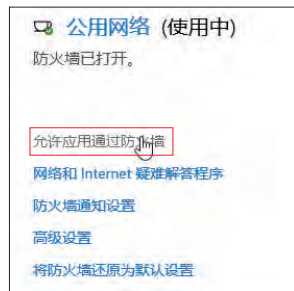 公用网络 (使用中)
防火墙已打开。
允许应用通过防火墙
网络和 Internet 疑难解答程序
防火墙通知设置
高级设置
将防火墙还原为默认设置